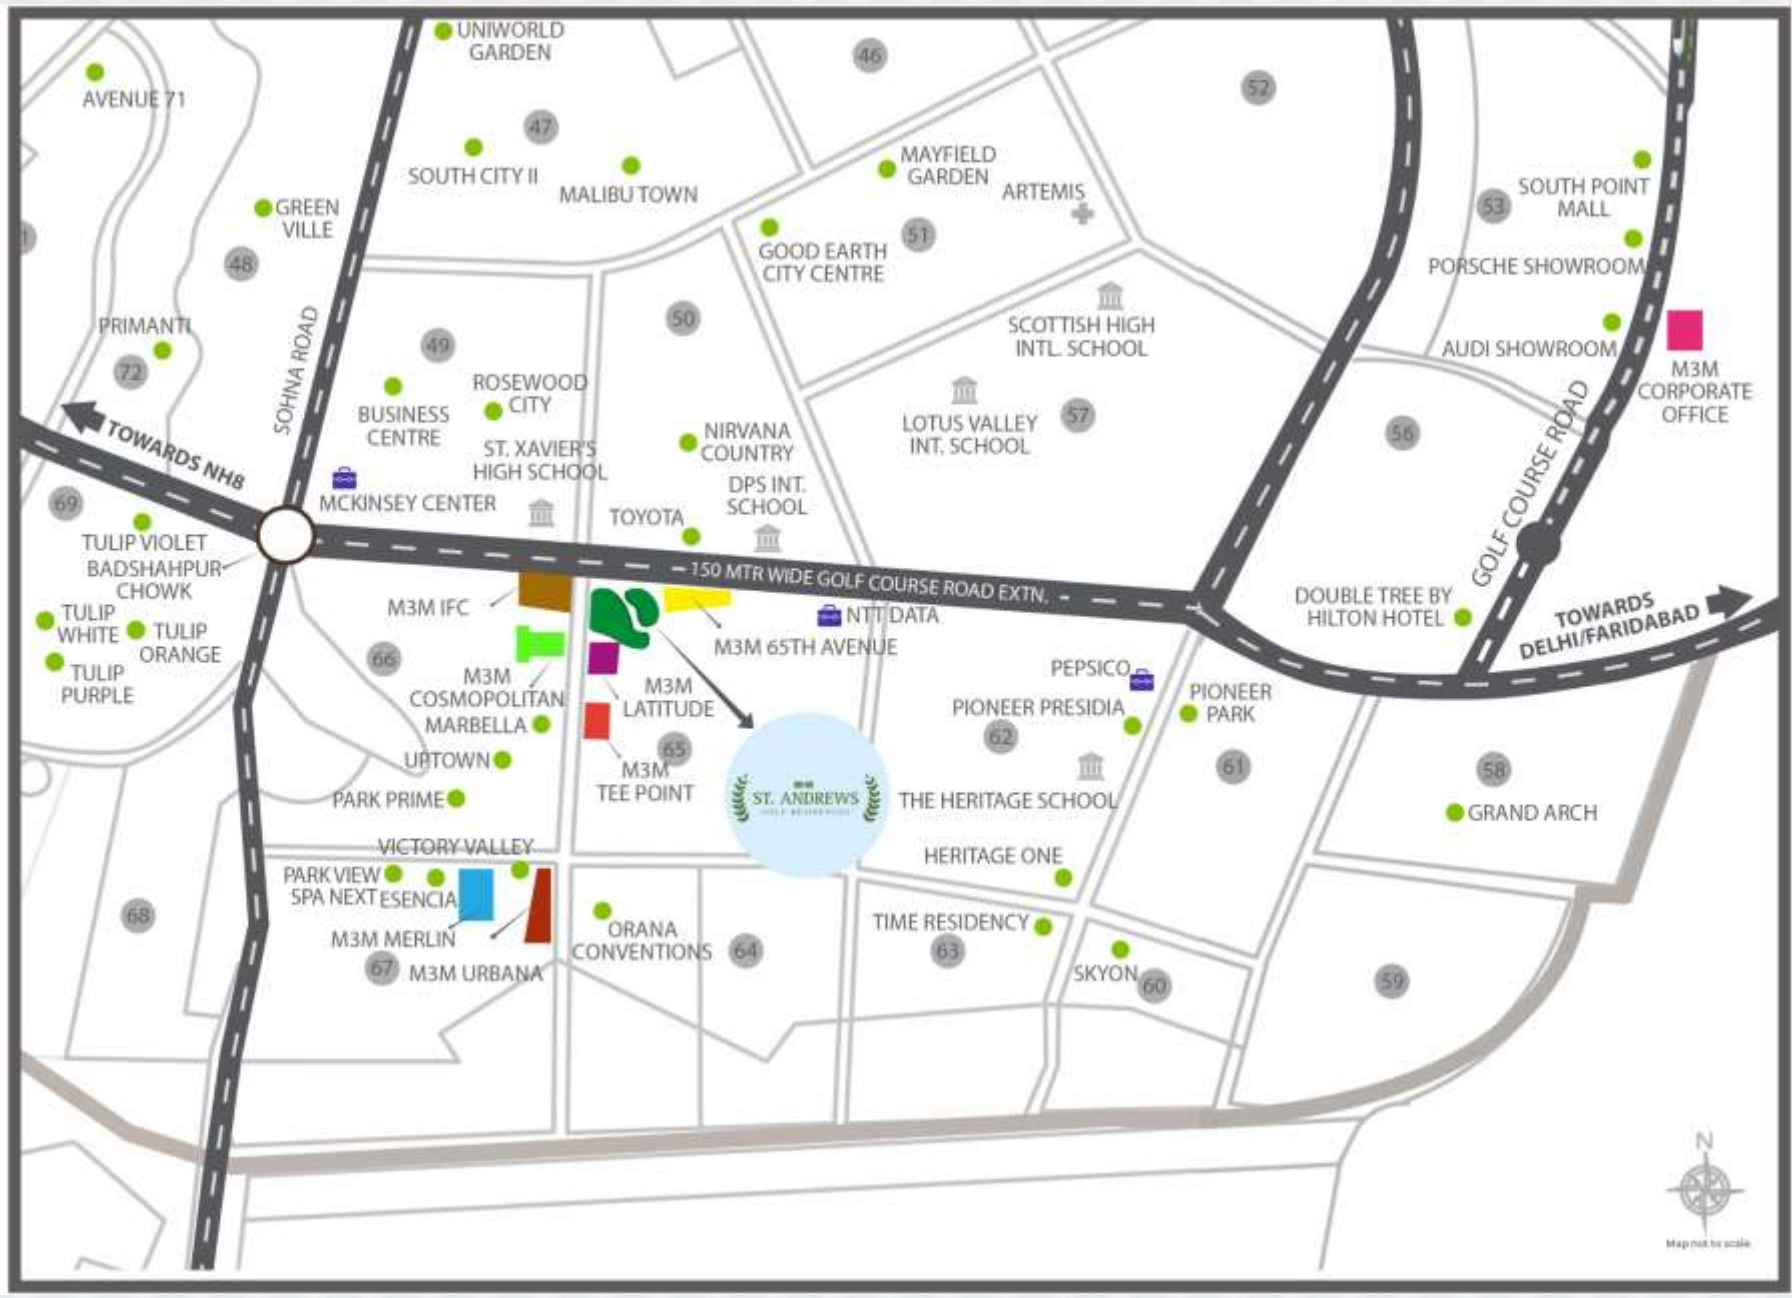 UNIWORLD
GARDEN
46
52
AVENUE 71
47
SOUTH CITY II
MALIBU TOWN
MAYFIELD
GARDEN
ARTEMIS
SOUTH POINT
MALL
53
GREEN
VILLE
48
GOOD EARTH
CITY CENTRE
51
PORSCHE SHOWROOM
PRIMANTI
72
SOHNA ROAD
49
50
SCOTTISH HIGH
INTL. SCHOOL
AUDI SHOWROOM
M3M
CORPORATE
OFFICE
BUSINESS
CENTRE
ROSEWOOD
CITY
ST. XAVIER'S
HIGH SCHOOL
NIRVANA
COUNTRY
LOTUS VALLEY
INT. SCHOOL
57
56
GOLF COURSE ROAD
TOWARDS NH8
MCKINSEY CENTER
DPS INT.
SCHOOL
TOYOTA
69
TULIP VIOLET
BADSHAHPUR
CHOWK
150 MTR WIDE GOLF COURSE ROAD EXTN.
TULIP
WHITE
TULIP
ORANGE
TULIP
PURPLE
M3M IFC
NTT DATA
M3M 65TH AVENUE
DOUBLE TREE BY
HILTON HOTEL
TOWARDS
DELHI/FARIDABAD
66
M3M
COSMOPOLITAN
M3M
LATITUDE
MARBELLA
PEPSICO
PIONEER PRESIDIA
PIONEER
PARK
62
65
UPTOWN
M3M
TEE POINT
61
58
PARK PRIME
ST. ANDREWS
GOLF RESIDENCES
THE HERITAGE SCHOOL
GRAND ARCH
VICTORY VALLEY
HERITAGE ONE
PARK VIEW
SPA NEXT
ESENCIA
68
M3M MERLIN
67
M3M URBANA
ORANA
CONVENTIONS
64
TIME RESIDENCY
63
SKYON
60
59
N
Map not to scale